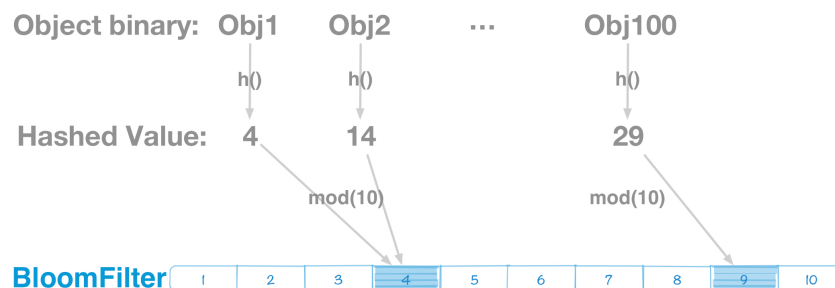 Object binary: Obj1 Obj2 ... Obj100
h() h() h()
Hashed Value: 4 14 29
mod(10) mod(10)
BloomFilter 1 2 3 4 5 6 7 8 9 10